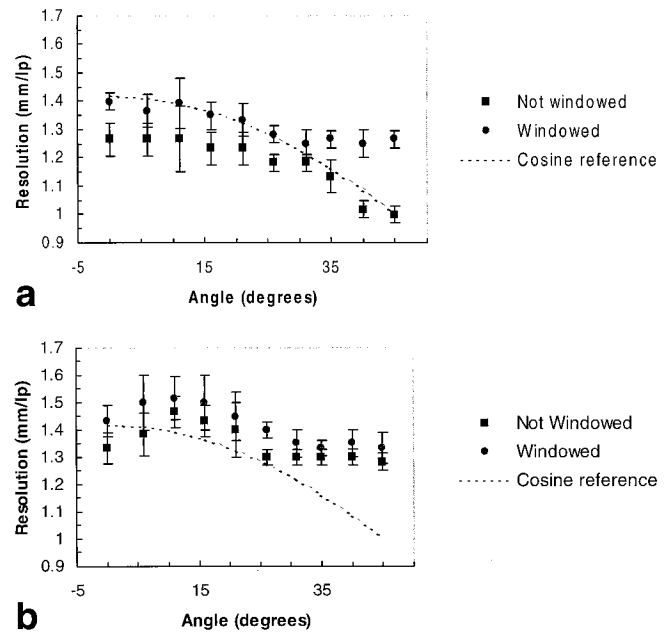 1.7
1.6
1.5
1.4
1.3
1.2
1.1
1
0.9
Resolution (mm/lp)
-5
15
35
Angle (degrees)
Not windowed
Windowed
Cosine reference
a
1.7
1.6
1.5
1.4
1.3
1.2
1.1
1
0.9
Resolution (mm/lp)
-5
15
35
Angle (degrees)
Not Windowed
Windowed
Cosine reference
b